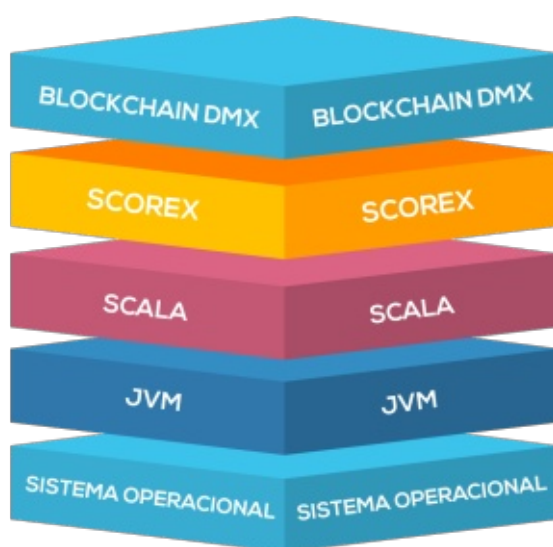 BLOCKCHAIN DMX
BLOCKCHAIN DMX
SCOREX
SCOREX
SCALA
SCALA
JVM
JVM
SISTEMA OPERACIONAL
SISTEMA OPERACIONAL